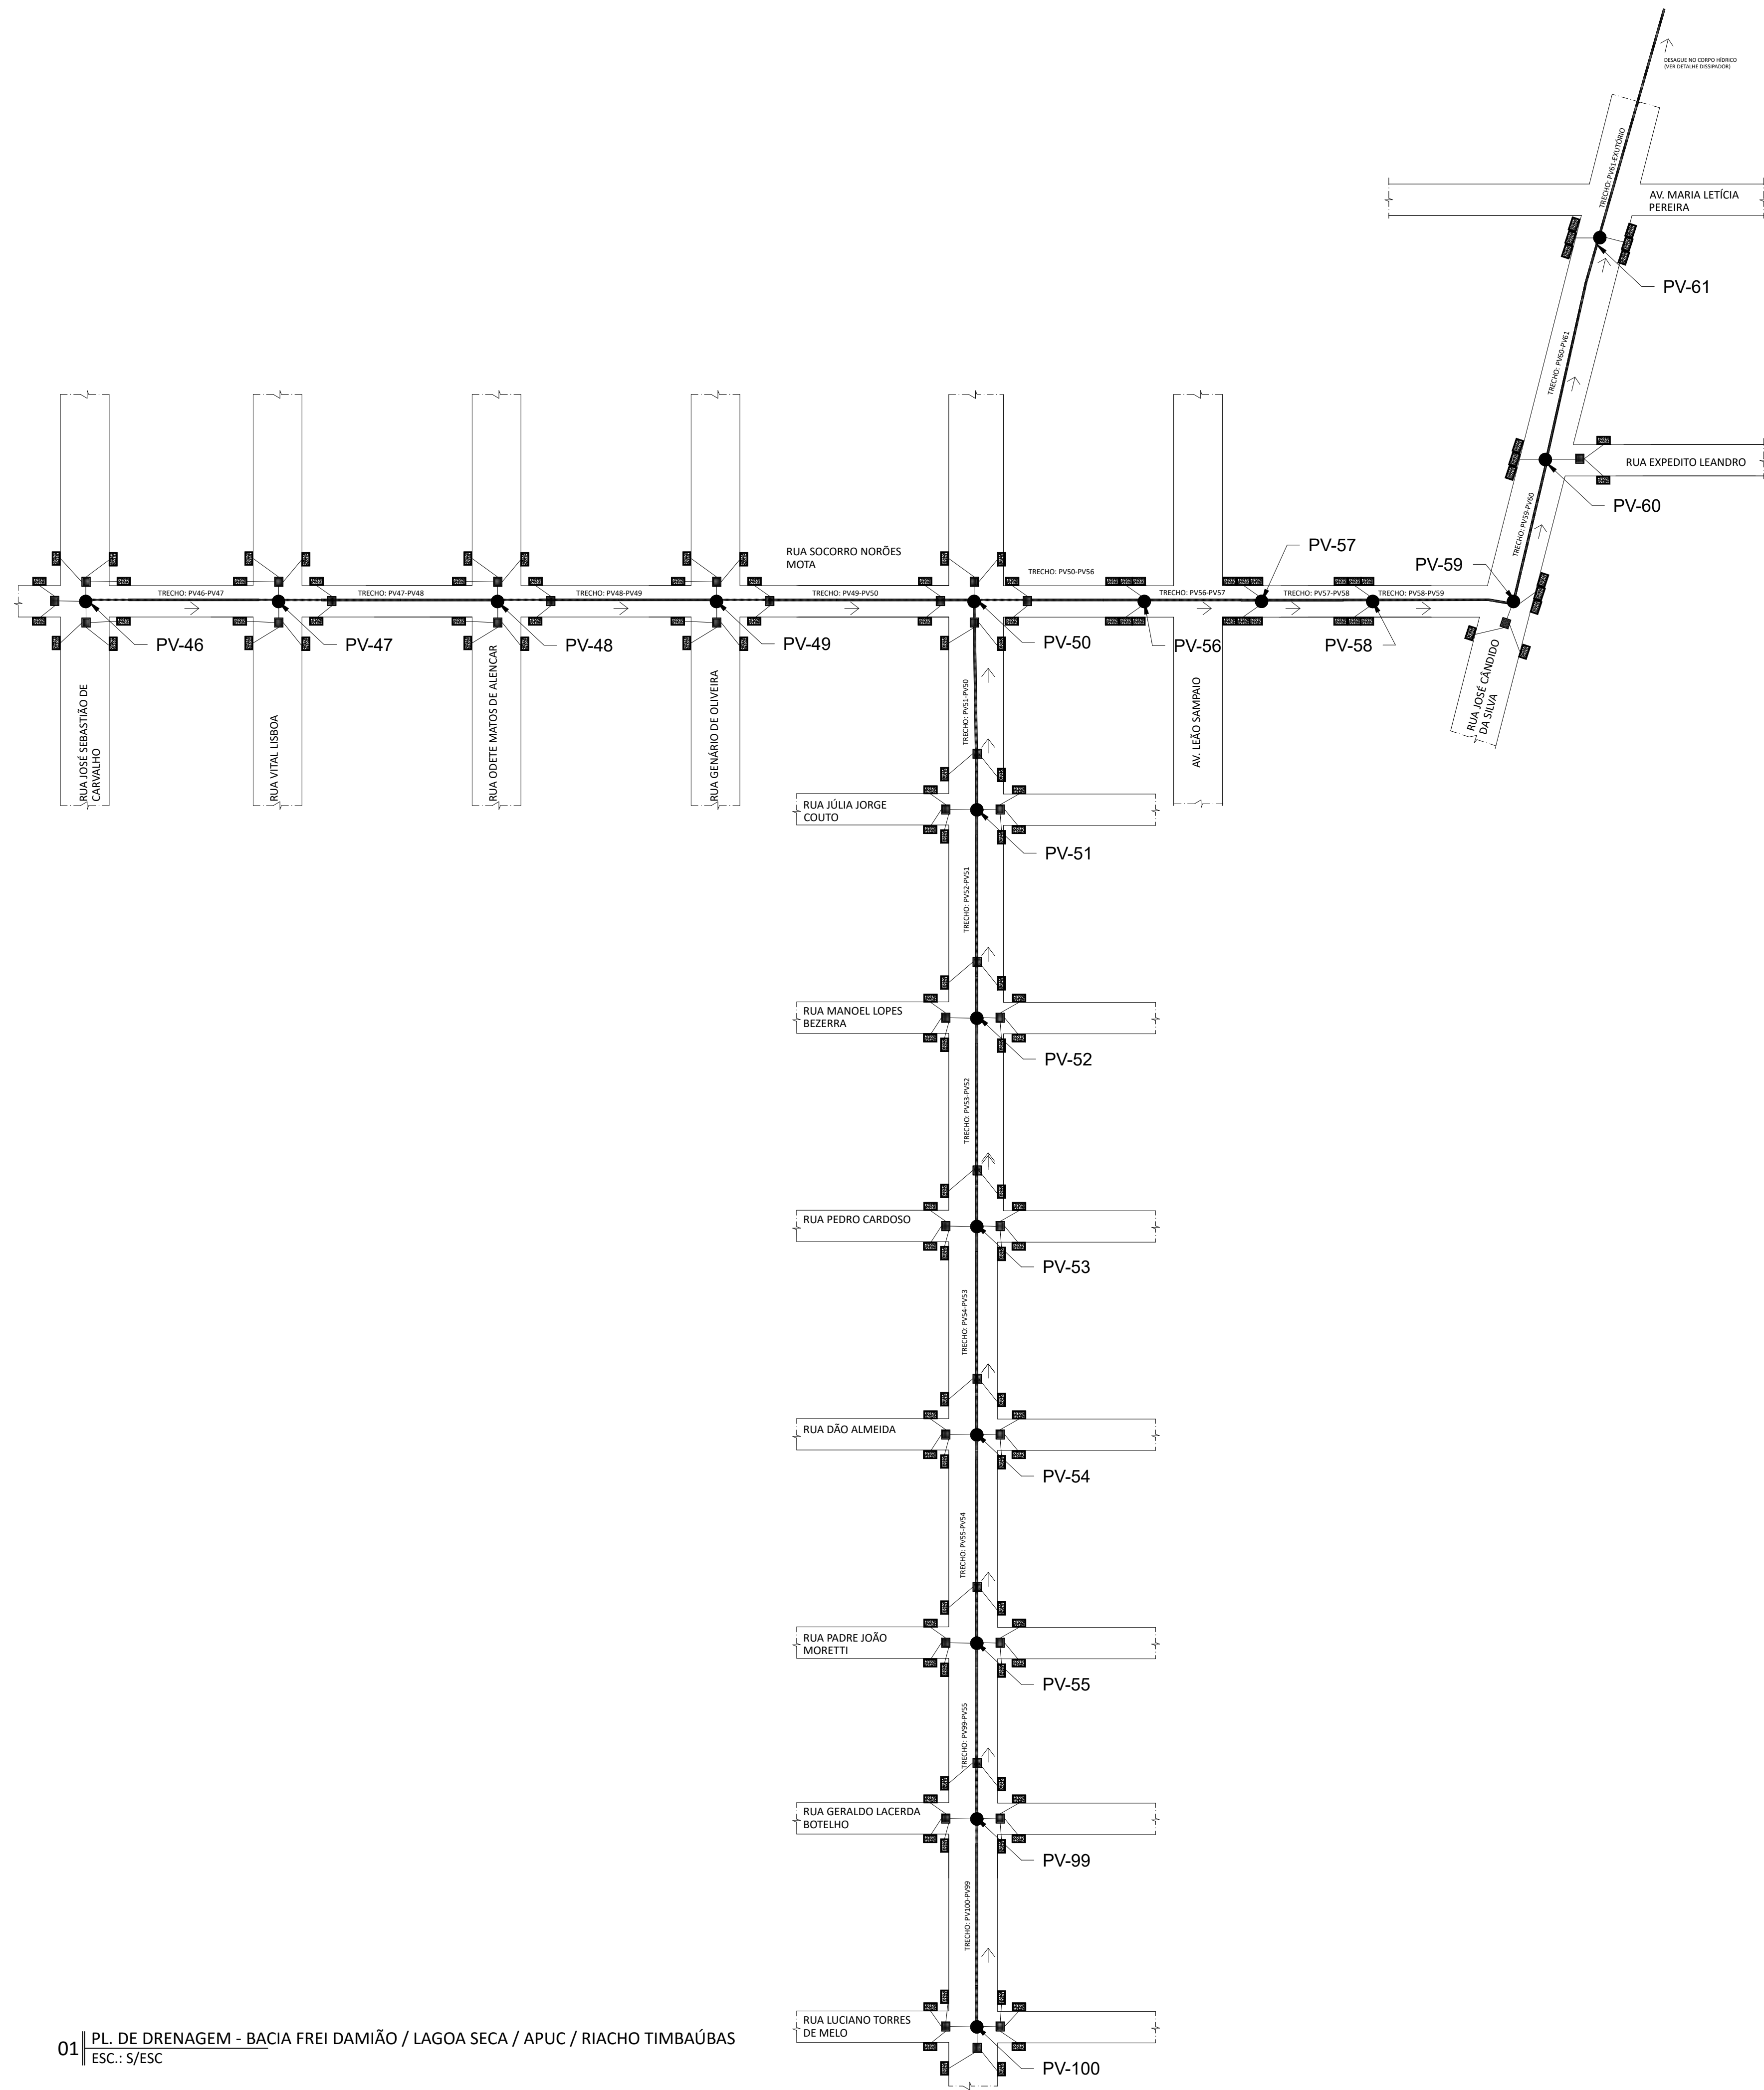 DESAGUE NO CORPO HÍDRICO
(VER DETALHE DISSIPADOR)
TRECHO: PV61-EXUTÓRIO
AV. MARIA LETÍCIA
PEREIRA
PV-61
TRECHO: PV60-PV61
RUA EXPEDITO LEANDRO
PV-60
TRECHO: PV59-PV60
PV-57
PV-59
RUA SOCORRO NORÕES
MOTA
TRECHO: PV50-PV56
TRECHO: PV46-PV47
TRECHO: PV47-PV48
TRECHO: PV48-PV49
TRECHO: PV49-PV50
TRECHO: PV56-PV57
TRECHO: PV57-PV58
TRECHO: PV58-PV59
PV-46
PV-47
PV-48
PV-49
PV-50
PV-56
PV-58
RUA JOSÉ SEBASTIÃO DE
CARVALHO
RUA VITAL LISBOA
RUA ODETE MATOS DE ALENCAR
RUA GENÁRIO DE OLIVEIRA
TRECHO: PV51-PV50
AV. LEÃO SAMPAIO
RUA JOSÉ CÂNDIDO
DA SILVA
RUA JÚLIA JORGE
COUTO
PV-51
TRECHO: PV52-PV51
RUA MANOEL LOPES
BEZERRA
PV-52
TRECHO: PV53-PV52
RUA PEDRO CARDOSO
PV-53
TRECHO: PV54-PV53
RUA DÃO ALMEIDA
PV-54
TRECHO: PV55-PV54
RUA PADRE JOÃO
MORETTI
PV-55
TRECHO: PV99-PV55
RUA GERALDO LACERDA
BOTELHO
PV-99
TRECHO: PV100-PV99
RUA LUCIANO TORRES
DE MELO
PV-100
01
PL. DE DRENAGEM - BACIA FREI DAMIÃO / LAGOA SECA / APUC / RIACHO TIMBAÚBAS
ESC.: S/ESC